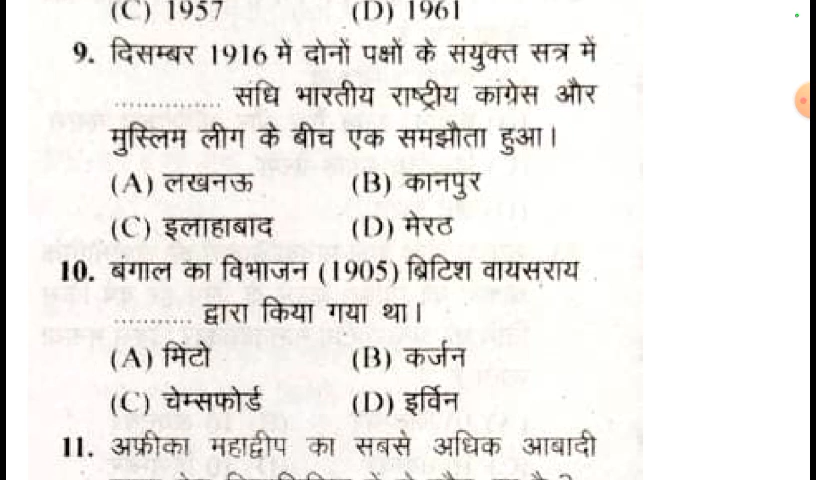 (C) 1957 (D) 1961
9. दिसम्बर 1916 में दोनों पक्षों के संयुक्त सत्र में
............... संधि भारतीय राष्ट्रीय कांग्रेस और
मुस्लिम लीग के बीच एक समझौता हुआ।
(A) लखनऊ (B) कानपुर
(C) इलाहाबाद (D) मेरठ
10. बंगाल का विभाजन (1905) ब्रिटिश वायसराय
........... द्वारा किया गया था।
(A) मिंटो (B) कर्जन
(C) चेम्सफोर्ड (D) इर्विन
11. अफ्रीका महाद्वीप का सबसे अधिक आबादी